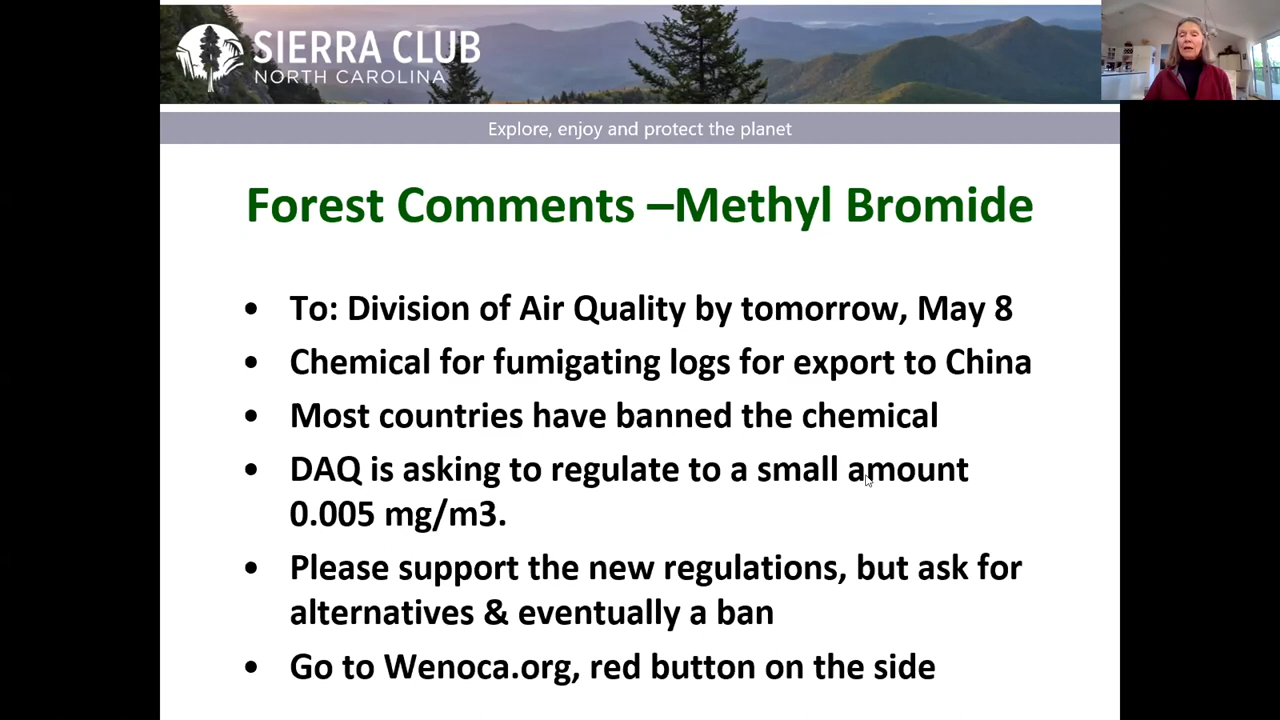 SIERRA CLUB
NORTH CAROLINA
Explore, enjoy and protect the planet
Forest Comments –Methyl Bromide
• To: Division of Air Quality by tomorrow, May 8
• Chemical for fumigating logs for export to China
• Most countries have banned the chemical
• DAQ is asking to regulate to a small amount
0.005 mg/m3.
• Please support the new regulations, but ask for
alternatives & eventually a ban
• Go to Wenoca.org, red button on the side